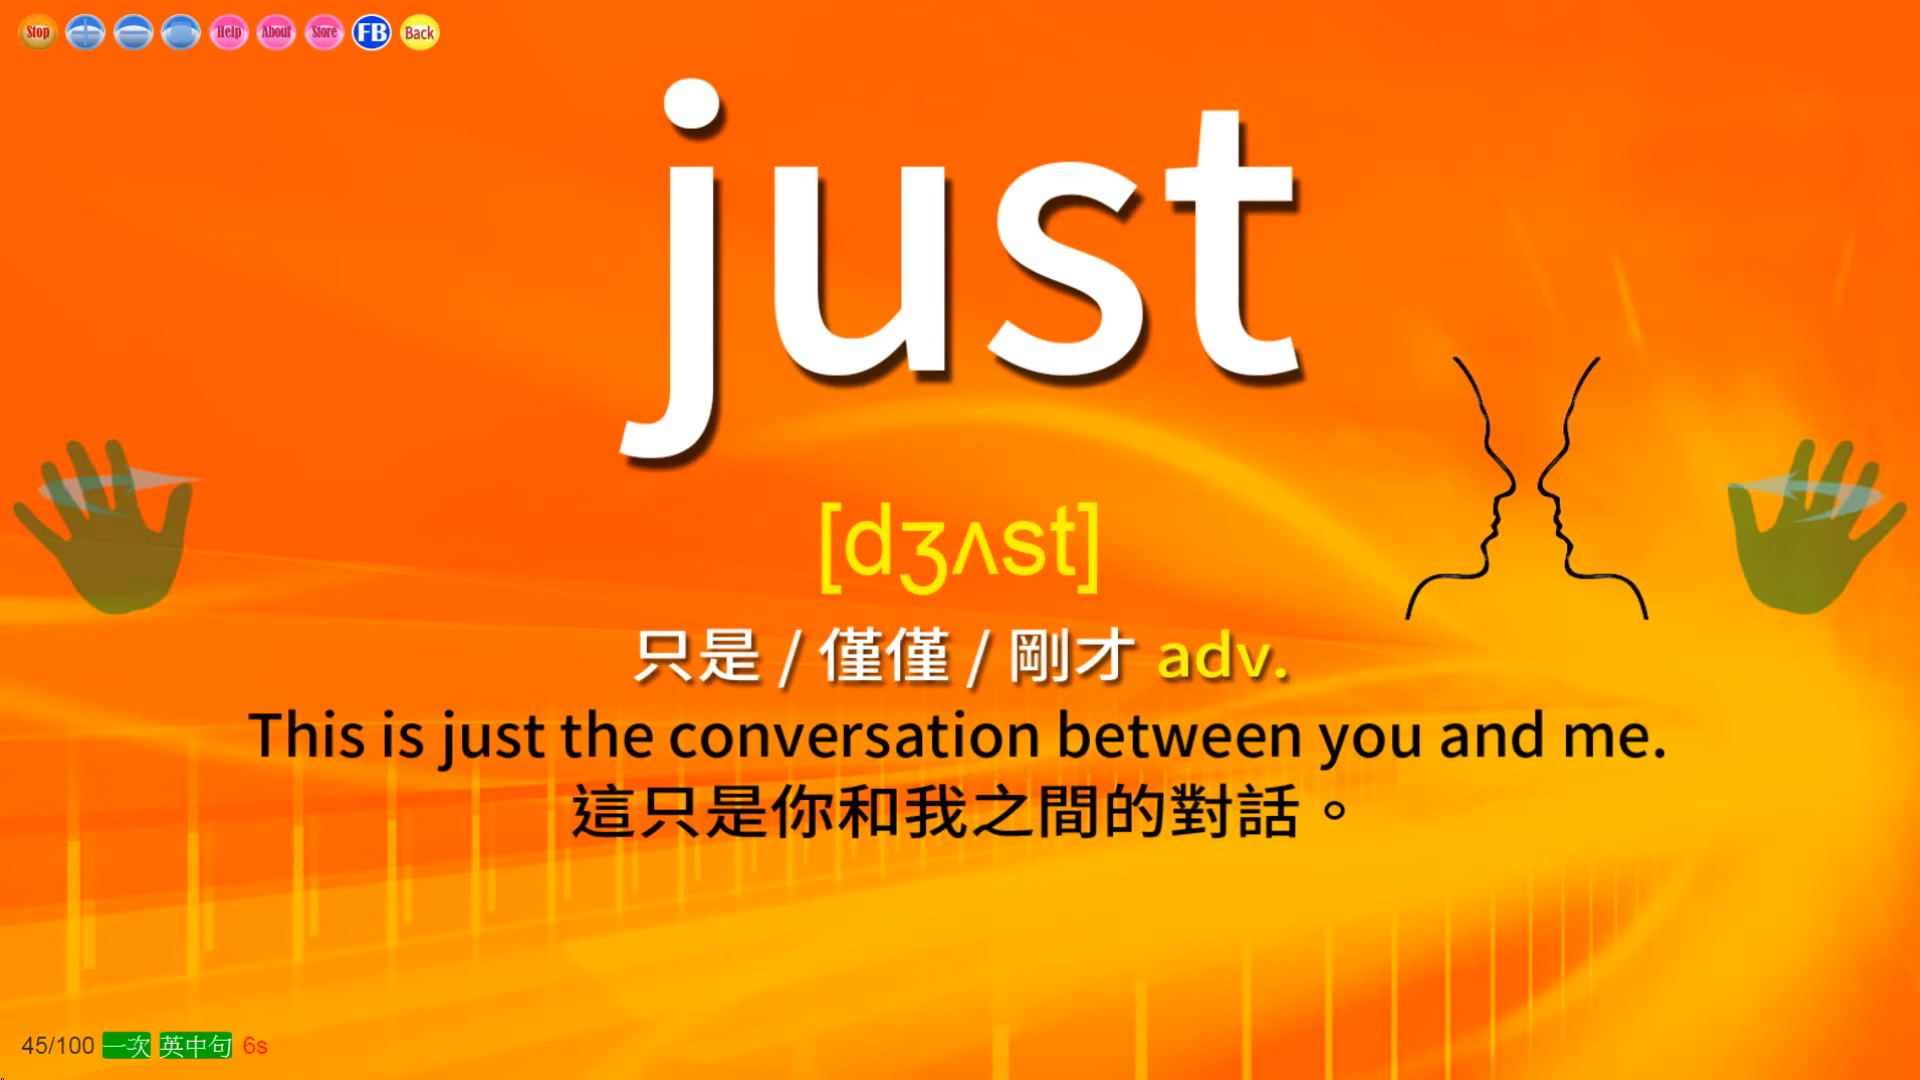 Stop Help About Store FB Back
just
[dʒʌst]
只是 / 僅僅 / 剛才 adv.
This is just the conversation between you and me.
這只是你和我之間的對話。
45/100 一次 英中句 6s